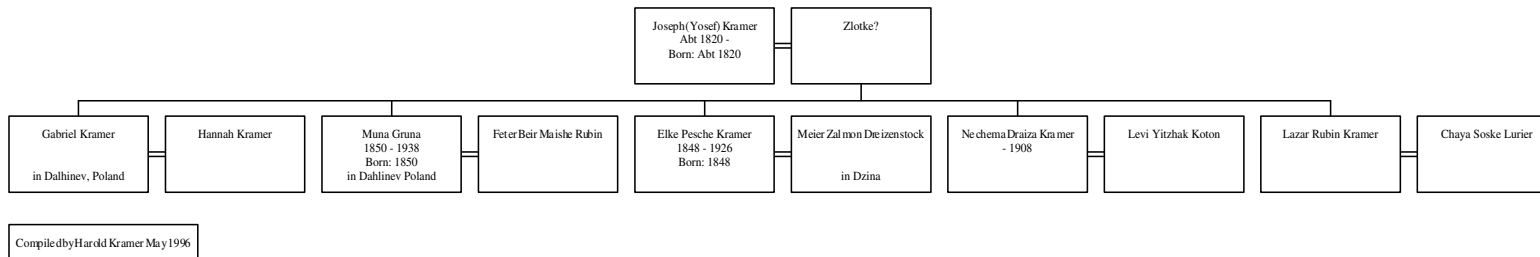 Joseph (Yosef) Kramer
Abt 1820 -
Born: Abt 1820
Zlotke?
Gabriel Kramer
in Dalhinev, Poland
Hannah Kramer
Muna Gruna
1850 - 1938
Born: 1850
in Dahlinev Poland
Feter Beir Maishe Rubin
Elke Pesche Kramer
1848 - 1926
Born: 1848
Meier Zalmon Dreizenstock
in Dzina
Nechema Draiza Kramer
- 1908
Levi Yitzhak Koton
Lazar Rubin Kramer
Chaya Soske Lurier
Compiled by Harold Kramer May 1996